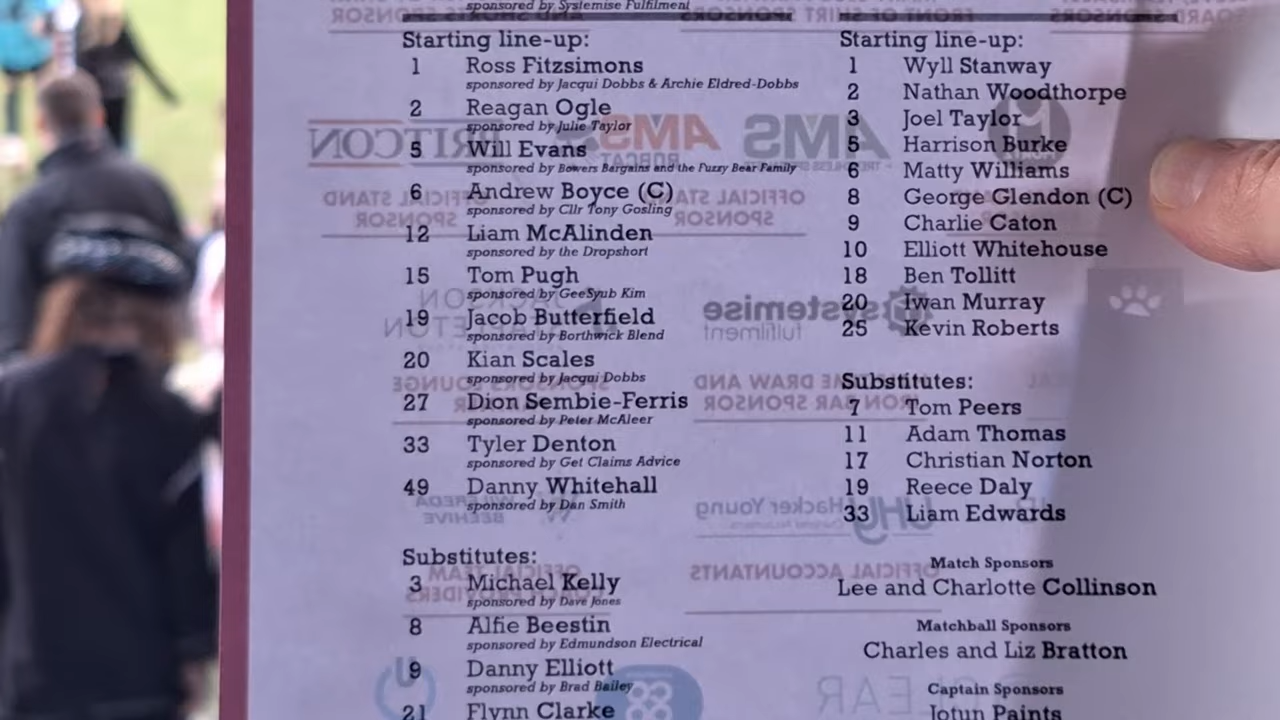 sponsored by Systemise Fulfilment
Starting line-up:
1 Ross Fitzsimons
sponsored by Jacqui Dobbs & Archie Eldred-Dobbs
2 Reagan Ogle
sponsored by Julie Taylor
5 Will Evans
sponsored by Bowers Bargains and the Fuzzy Bear Family
6 Andrew Boyce (C)
sponsored by Cllr Tony Gosling
12 Liam McAlinden
sponsored by the Dropshort
15 Tom Pugh
sponsored by GeeSyub Kim
19 Jacob Butterfield
sponsored by Borthwick Blend
20 Kian Scales
sponsored by Jacqui Dobbs
27 Dion Sembie-Ferris
sponsored by Peter McAleer
33 Tyler Denton
sponsored by Get Claims Advice
49 Danny Whitehall
sponsored by Dan Smith
Substitutes:
3 Michael Kelly
sponsored by Dave Jones
8 Alfie Beestin
sponsored by Edmundson Electrical
9 Danny Elliott
sponsored by Brad Bailey
21 Flynn Clarke
Starting line-up:
1 Wyll Stanway
2 Nathan Woodthorpe
3 Joel Taylor
5 Harrison Burke
6 Matty Williams
8 George Glendon (C)
9 Charlie Caton
10 Elliott Whitehouse
18 Ben Tollitt
20 Iwan Murray
25 Kevin Roberts
Substitutes:
7 Tom Peers
11 Adam Thomas
17 Christian Norton
19 Reece Daly
33 Liam Edwards
Match Sponsors
Lee and Charlotte Collinson
Matchball Sponsors
Charles and Liz Bratton
Captain Sponsors
Jotun Paints